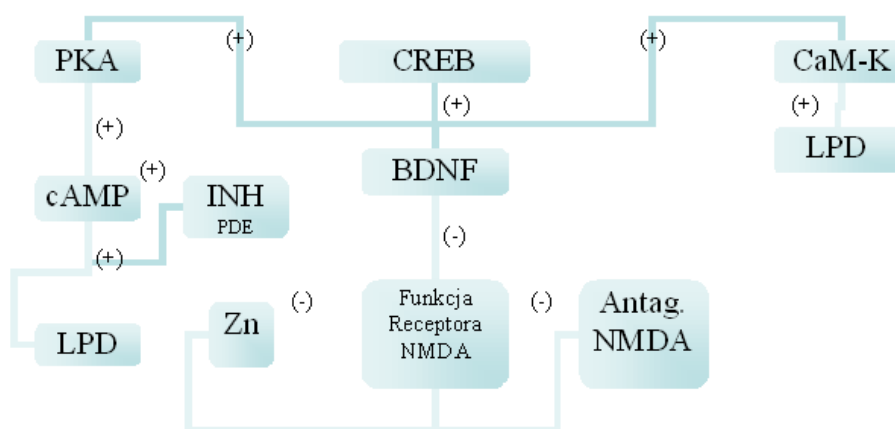 (+)
(+)
PKA
CREB
CaM-K
(+)
(+)
(+)
LPD
BDNF
(+)
cAMP
INH
PDE
(-)
(+)
Funkcja
Receptora
NMDA
(-)
(-)
Zn
Antag.
NMDA
LPD